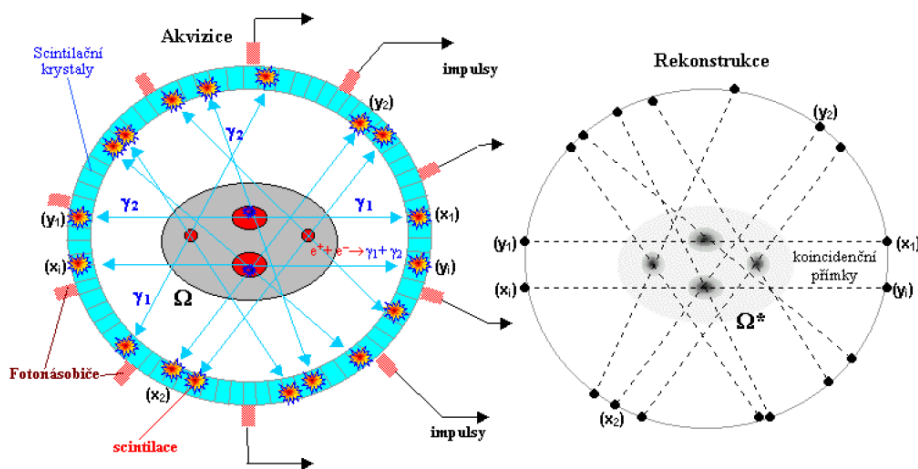 Akvizice
Scintilační
krystaly
impulsy
(y₂)
γ₂
(y₁)
γ₂
γ₁
(x₁)
e⁺+ e⁻→ γ₁+ γ₂
(xᵢ)
(yᵢ)
γ₁
Ω
Fotonásobiče
(x₂)
scintilace
impulsy
Rekonstrukce
(y₂)
(y₁)
(x₁)
koincidenční
přímky
(xᵢ)
(yᵢ)
Ω*
(x₂)